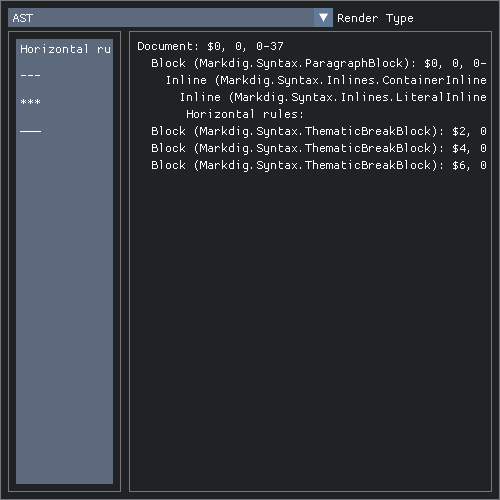 AST
▼
Render Type
Horizontal ru
---
***
___
Document: $0, 0, 0-37
Block (Markdig.Syntax.ParagraphBlock): $0, 0, 0-
Inline (Markdig.Syntax.Inlines.ContainerInline
Inline (Markdig.Syntax.Inlines.LiteralInline
Horizontal rules:
Block (Markdig.Syntax.ThematicBreakBlock): $2, 0
Block (Markdig.Syntax.ThematicBreakBlock): $4, 0
Block (Markdig.Syntax.ThematicBreakBlock): $6, 0